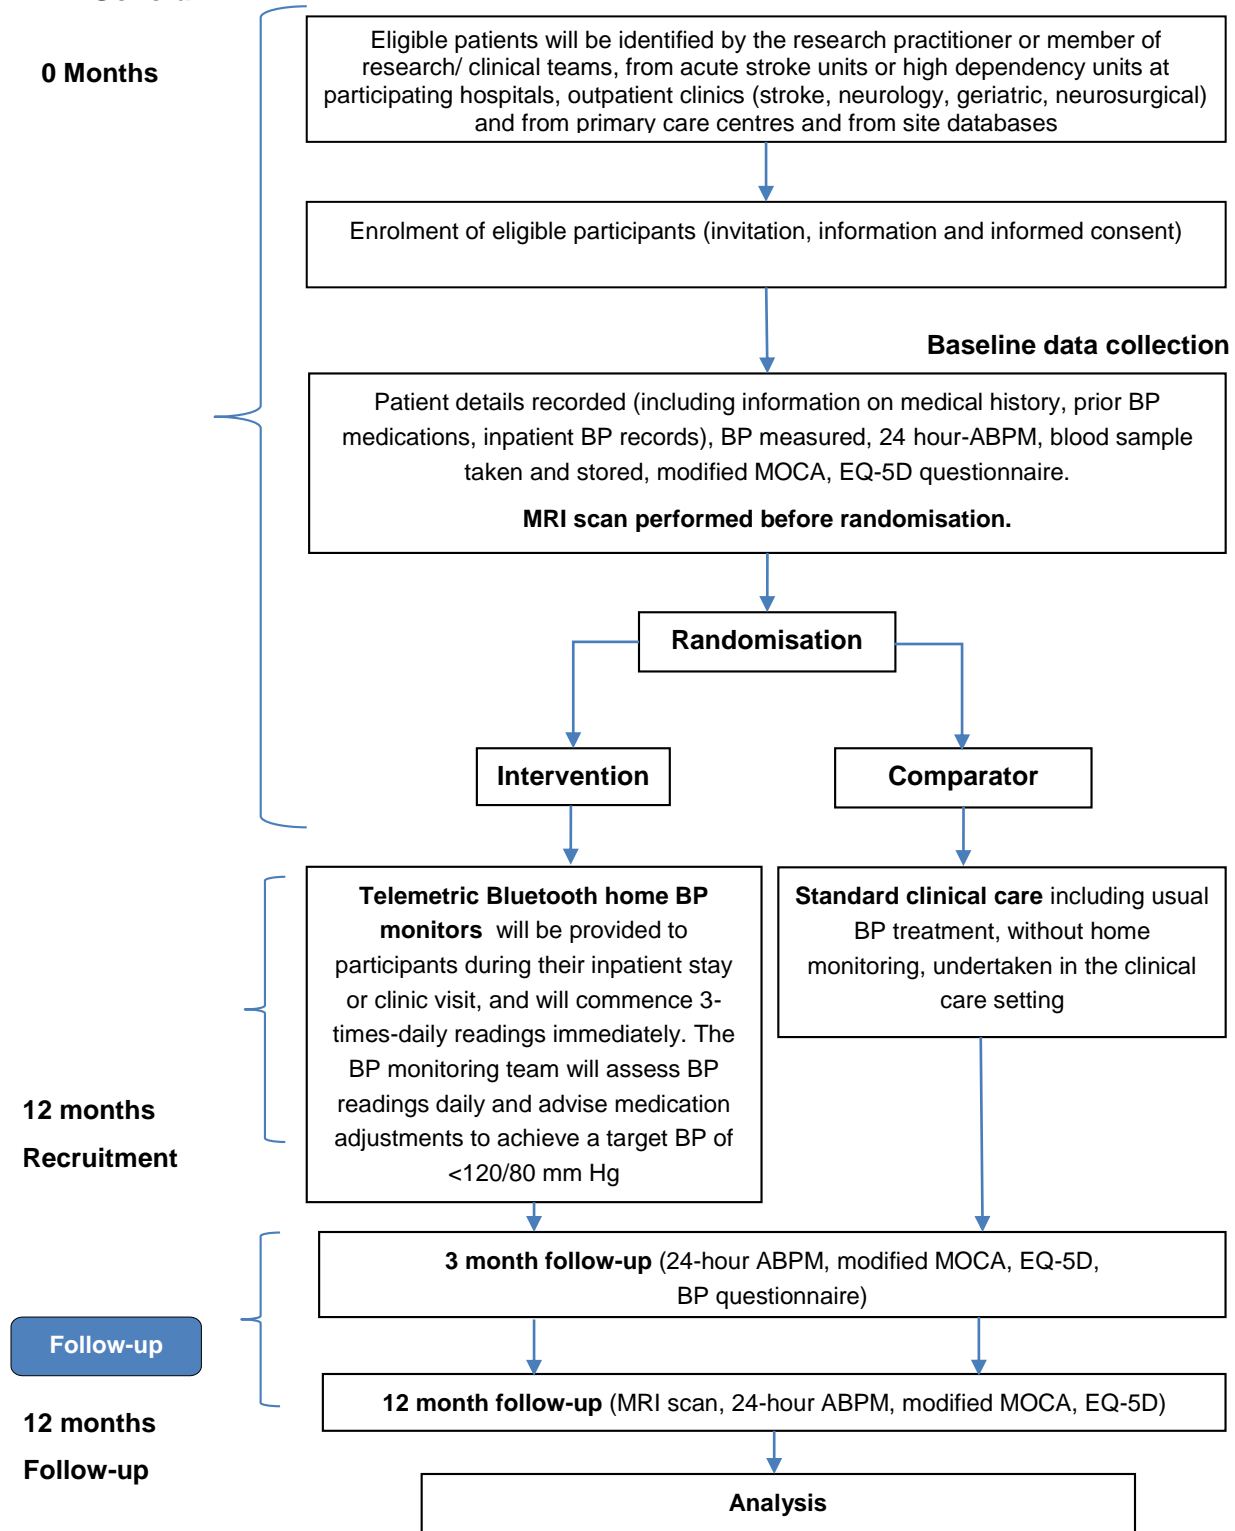 0 Months
Eligible patients will be identified by the research practitioner or member of
research/ clinical teams, from acute stroke units or high dependency units at
participating hospitals, outpatient clinics (stroke, neurology, geriatric, neurosurgical)
and from primary care centres and from site databases
Enrolment of eligible participants (invitation, information and informed consent)
Baseline data collection
Patient details recorded (including information on medical history, prior BP
medications, inpatient BP records), BP measured, 24 hour-ABPM, blood sample
taken and stored, modified MOCA, EQ-5D questionnaire.
MRI scan performed before randomisation.
Randomisation
Intervention
Comparator
Telemetric Bluetooth home BP
monitors will be provided to
participants during their inpatient stay
or clinic visit, and will commence 3-
times-daily readings immediately. The
BP monitoring team will assess BP
readings daily and advise medication
adjustments to achieve a target BP of
<120/80 mm Hg
Standard clinical care including usual
BP treatment, without home
monitoring, undertaken in the clinical
care setting
12 months
Recruitment
3 month follow-up (24-hour ABPM, modified MOCA, EQ-5D,
BP questionnaire)
Follow-up
12 month follow-up (MRI scan, 24-hour ABPM, modified MOCA, EQ-5D)
12 months
Follow-up
Analysis